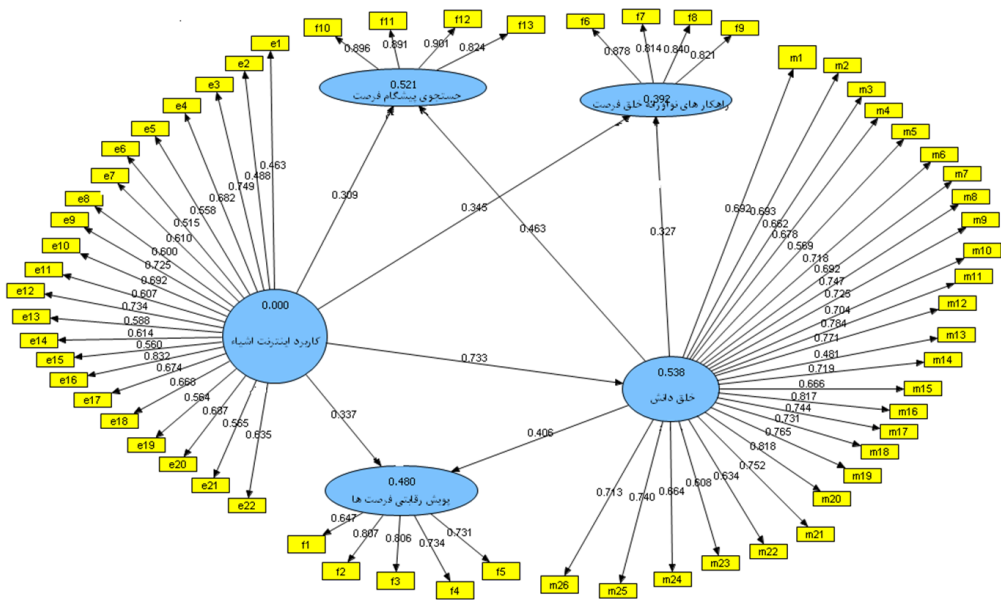 e1
e2
e3
e4
e5
e6
e7
e8
e9
e10
e11
e12
e13
e14
e15
e16
e17
e18
e19
e20
e21
e22
0.463
0.488
0.749
0.682
0.558
0.515
0.610
0.600
0.725
0.692
0.607
0.734
0.588
0.614
0.560
0.832
0.674
0.668
0.564
0.687
0.565
0.635
0.000
کاربرد اینترنت اشیاء
f10
f11
f12
f13
0.896
0.891
0.901
0.824
0.521
جستجوی پیشگام فرصت
f6
f7
f8
f9
0.878
0.814
0.840
0.821
0.392
راهکار های نوآورانه خلق فرصت
0.309
0.345
0.463
0.327
0.733
0.337
0.406
0.538
خلق دانش
m1
m2
m3
m4
m5
m6
m7
m8
m9
m10
m11
m12
m13
m14
m15
m16
m17
m18
m19
m20
m21
m22
m23
m24
m25
m26
0.692
0.693
0.662
0.678
0.569
0.718
0.692
0.747
0.725
0.704
0.784
0.771
0.481
0.719
0.666
0.817
0.744
0.731
0.765
0.818
0.752
0.634
0.608
0.664
0.740
0.713
0.480
پویش رقابتی فرصت ها
0.647
0.807
0.806
0.734
0.731
f1
f2
f3
f4
f5